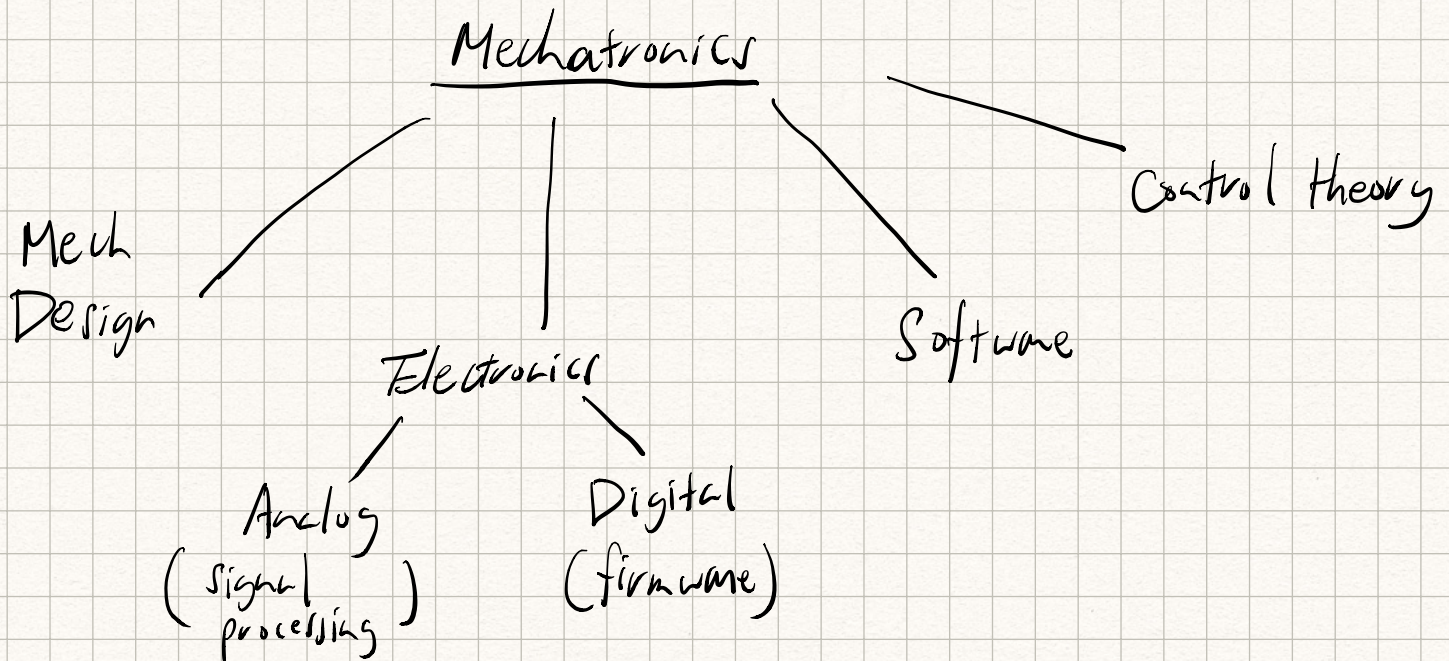 Mechatronics
Control theory
Mech
Design
Software
Electronics
Analog
(signal
processing)
Digital
(firmware)